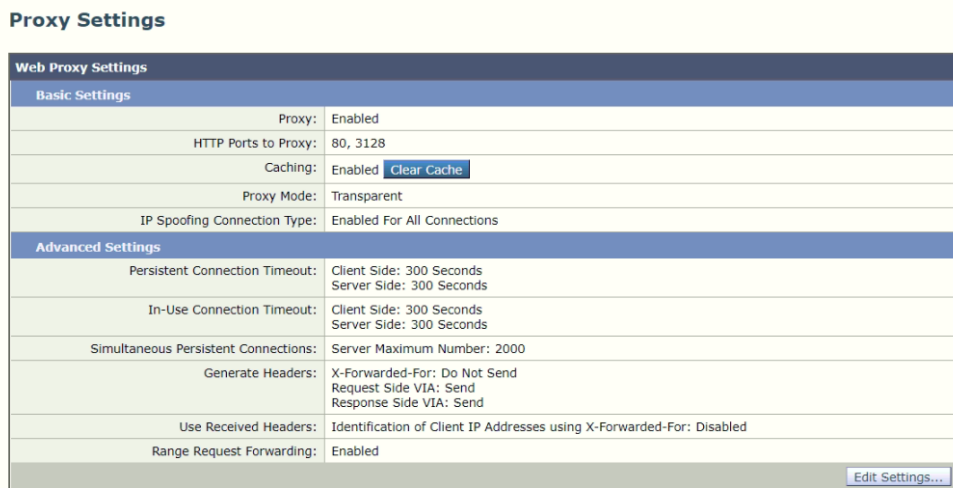 Proxy Settings
Web Proxy Settings
Basic Settings
Proxy: Enabled
HTTP Ports to Proxy: 80, 3128
Caching: Enabled Clear Cache
Proxy Mode: Transparent
IP Spoofing Connection Type: Enabled For All Connections
Advanced Settings
Persistent Connection Timeout: Client Side: 300 Seconds
Server Side: 300 Seconds
In-Use Connection Timeout: Client Side: 300 Seconds
Server Side: 300 Seconds
Simultaneous Persistent Connections: Server Maximum Number: 2000
Generate Headers: X-Forwarded-For: Do Not Send
Request Side VIA: Send
Response Side VIA: Send
Use Received Headers: Identification of Client IP Addresses using X-Forwarded-For: Disabled
Range Request Forwarding: Enabled
Edit Settings...